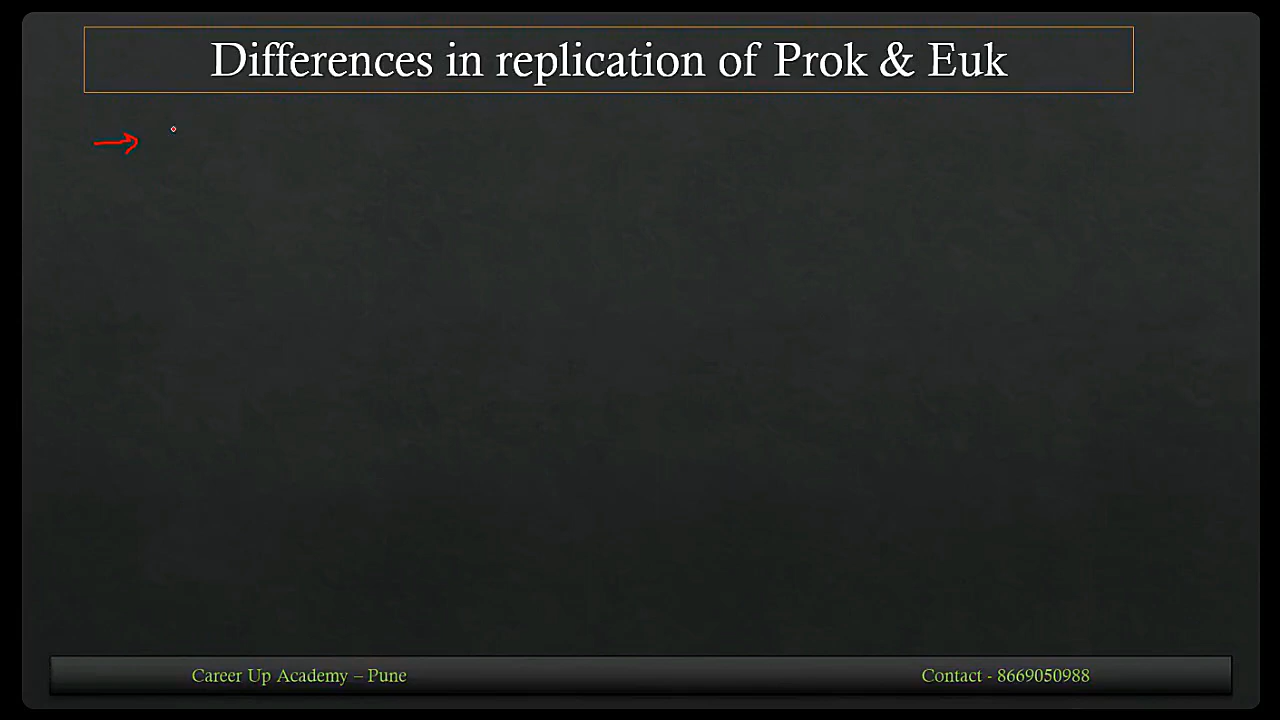 Differences in replication of Prok & Euk
Career Up Academy – Pune
Contact - 8669050988